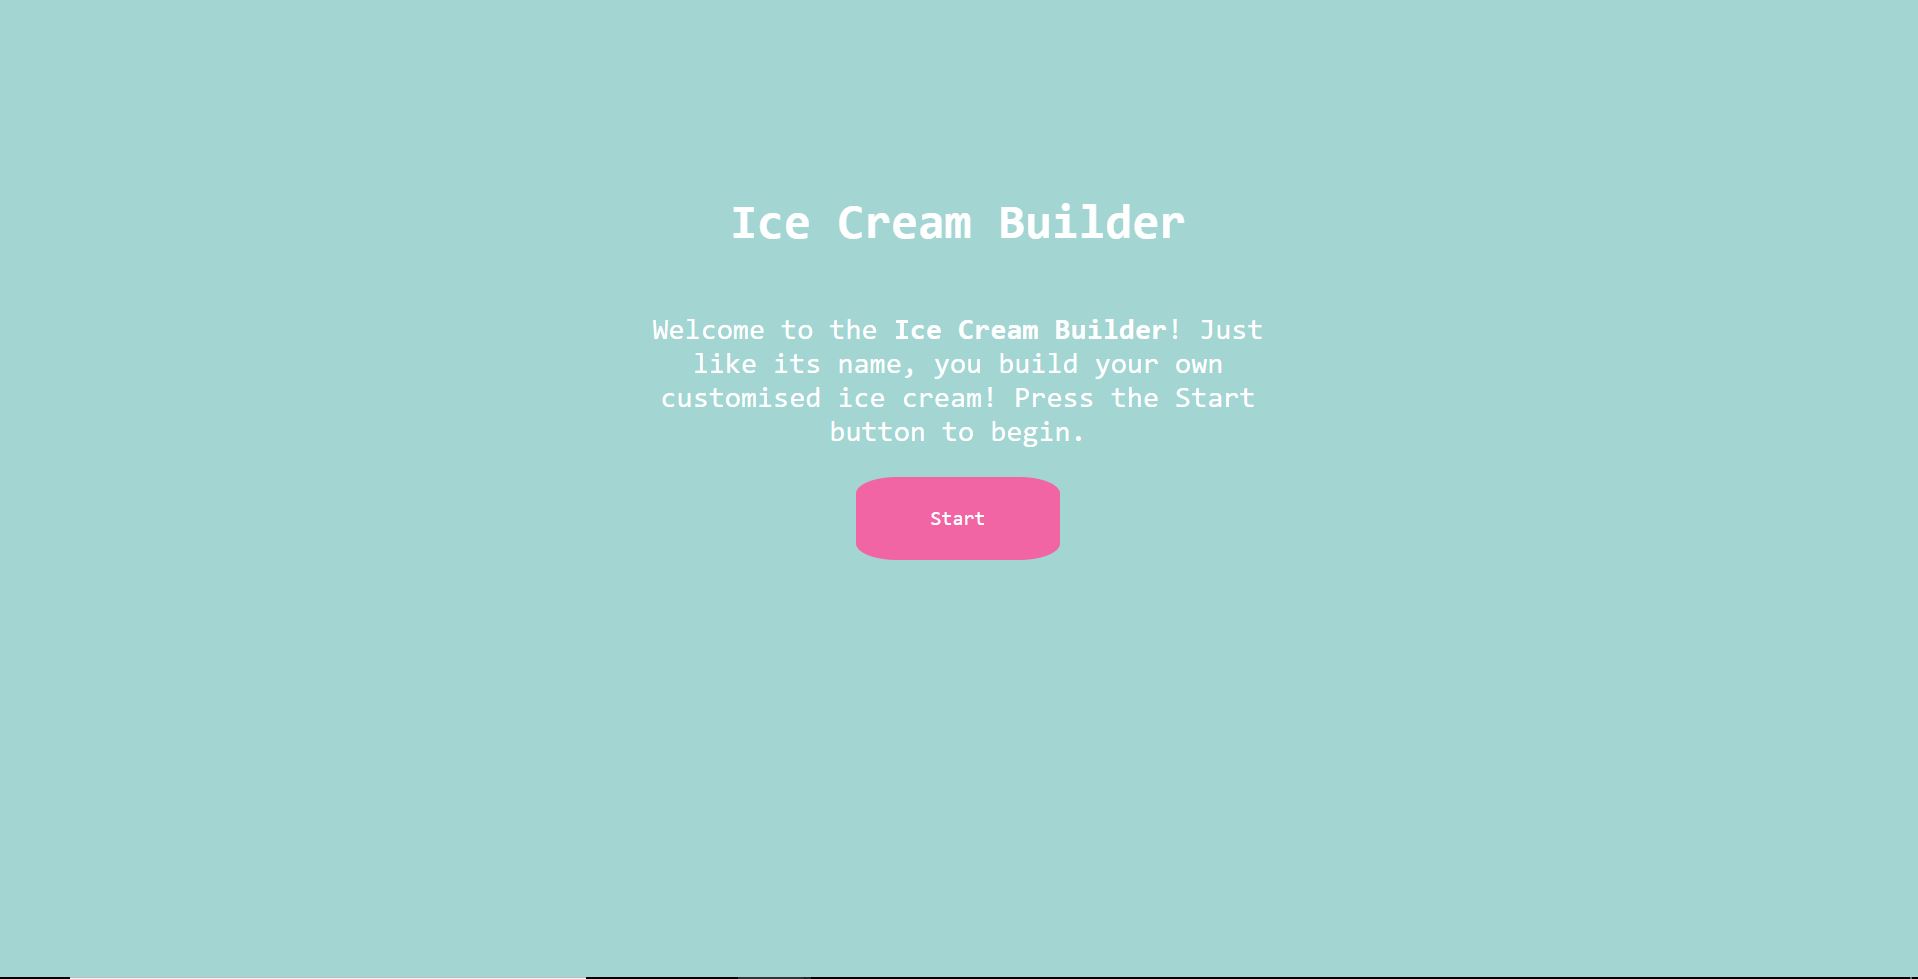 Ice Cream Builder
Welcome to the Ice Cream Builder! Just
like its name, you build your own
customised ice cream! Press the Start
button to begin.
Start